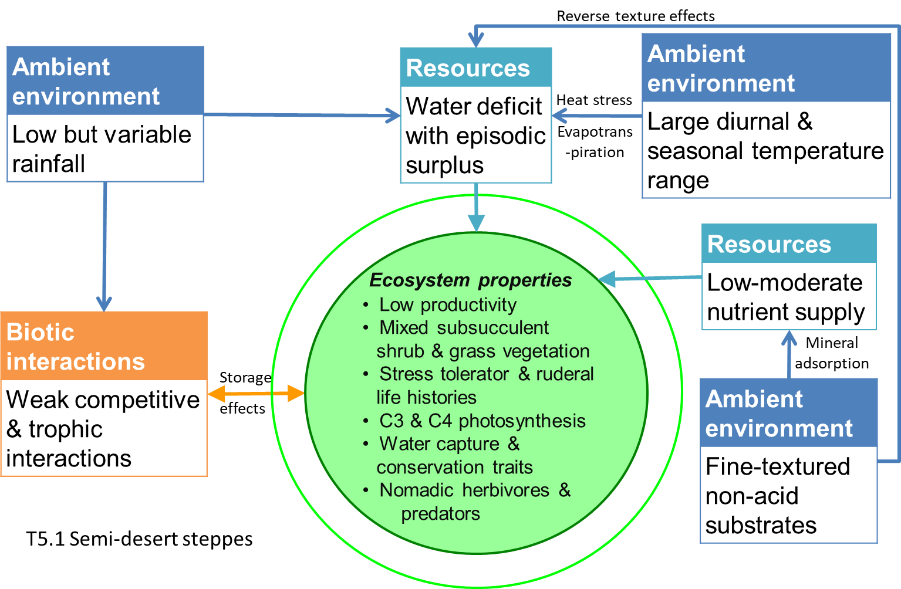 Reverse texture effects
Ambient
environment
Low but variable
rainfall
Resources
Water deficit
with episodic
surplus
Heat stress
Evapotrans
-piration
Ambient
environment
Large diurnal &
seasonal temperature
range
Resources
Low-moderate
nutrient supply
Mineral
adsorption
Ambient
environment
Fine-textured
non-acid
substrates
Biotic
interactions
Weak competitive
& trophic
interactions
Storage
effects
Ecosystem properties
• Low productivity
• Mixed subsucculent
shrub & grass vegetation
• Stress tolerator & ruderal
life histories
• C3 & C4 photosynthesis
• Water capture &
conservation traits
• Nomadic herbivores &
predators
T5.1 Semi-desert steppes